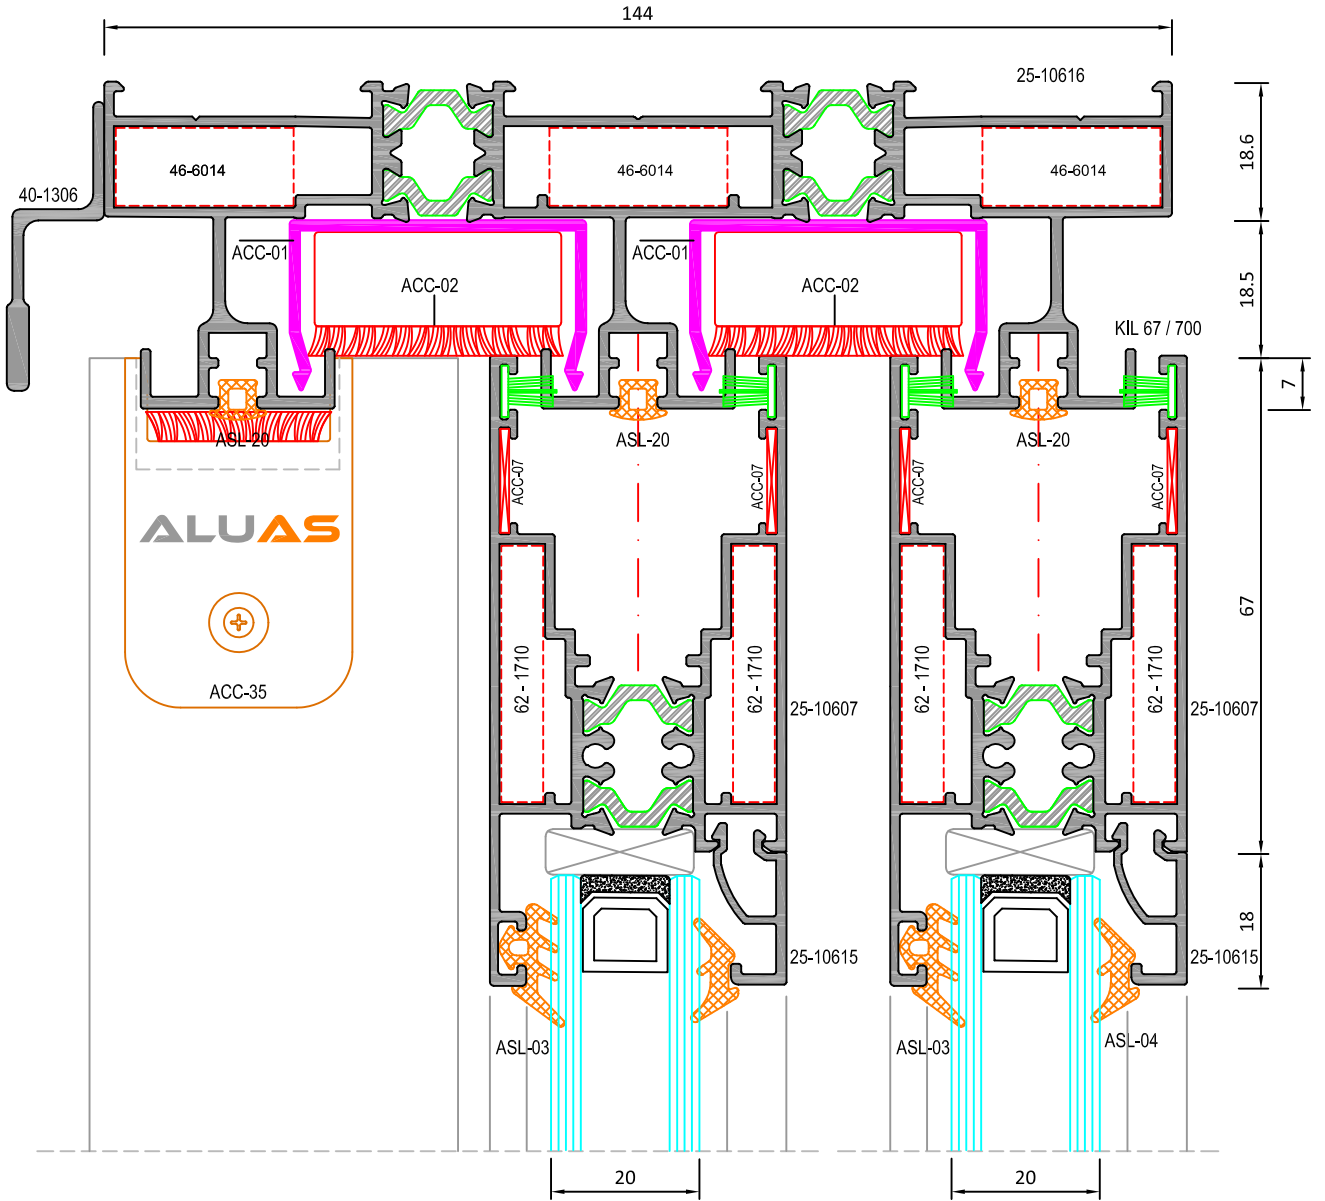 144
25-10616
18.6
46-6014
46-6014
46-6014
40-1306
ACC-01
ACC-01
ACC-02
ACC-02
18.5
KIL 67 / 700
7
ASL-20
ASL-20
ASL-20
ACC-07
ACC-07
ACC-07
ACC-07
ALUAS
67
62 - 1710
62 - 1710
62 - 1710
62 - 1710
ACC-35
25-10607
25-10607
18
25-10615
25-10615
ASL-03
ASL-03
ASL-04
20
20